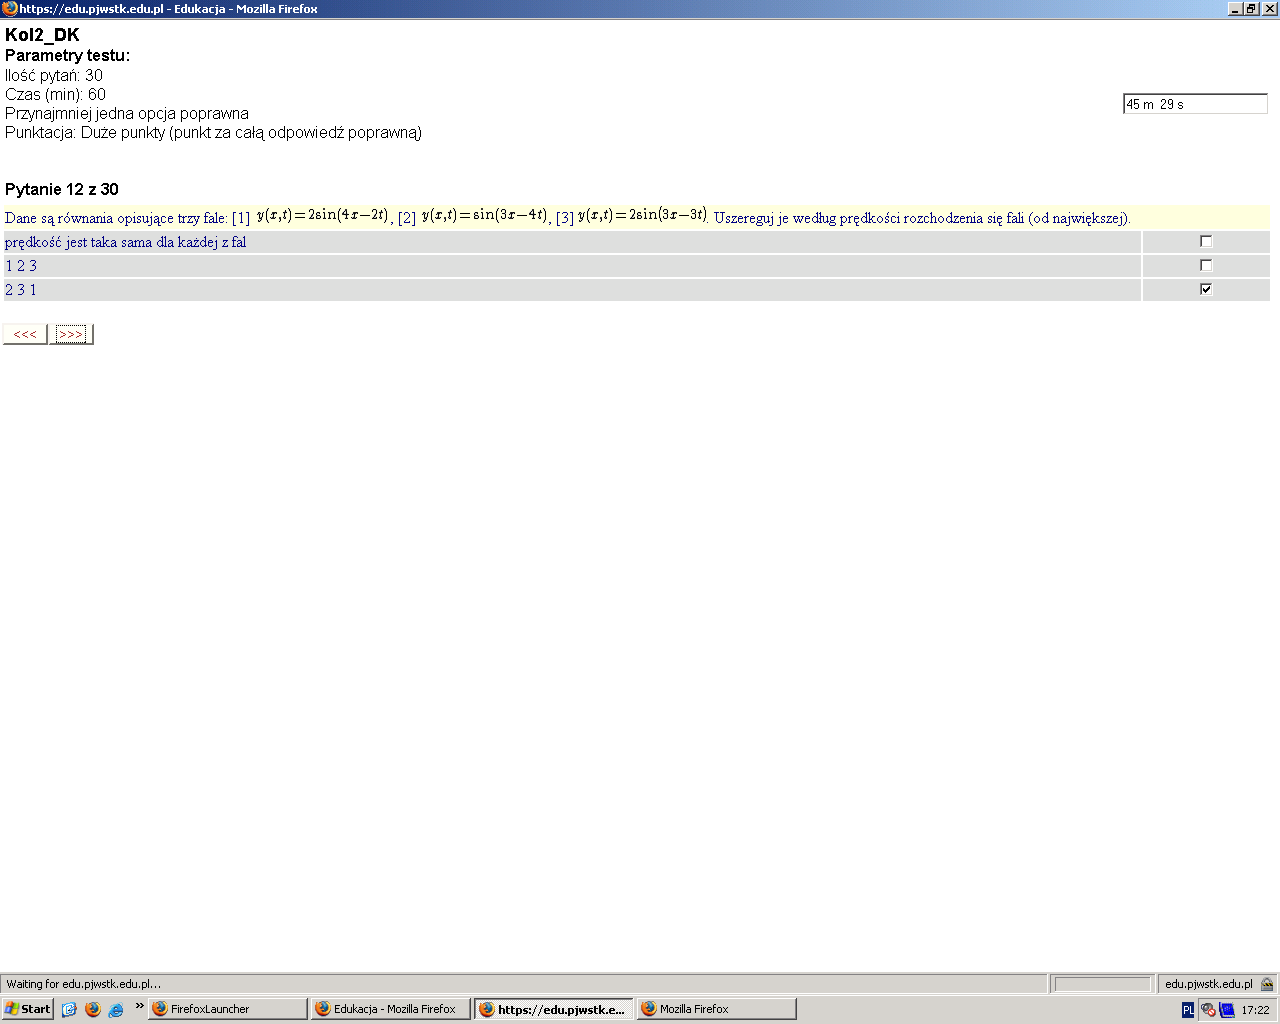 https://edu.pjwstk.edu.pl - Edukacja - Mozilla Firefox
Kol2_DK
Parametry testu:
Ilość pytań: 30
Czas (min): 60
45 m 29 s
Przynajmniej jedna opcja poprawna
Punktacja: Duże punkty (punkt za całą odpowiedź poprawną)
Pytanie 12 z 30
Dane są równania opisujące trzy fale: [1] y(x,t)=2sin(4x−2t), [2] y(x,t)=sin(3x−4t), [3] y(x,t)=2sin(3x−3t). Uszereguj je według prędkości rozchodzenia się fali (od największej).
prędkość jest taka sama dla każdej z fal
1 2 3
2 3 1
<<< >>>
Waiting for edu.pjwstk.edu.pl... edu.pjwstk.edu.pl
Start » FirefoxLauncher Edukacja - Mozilla Firefox https://edu.pjwstk.e... Mozilla Firefox PL 17:22